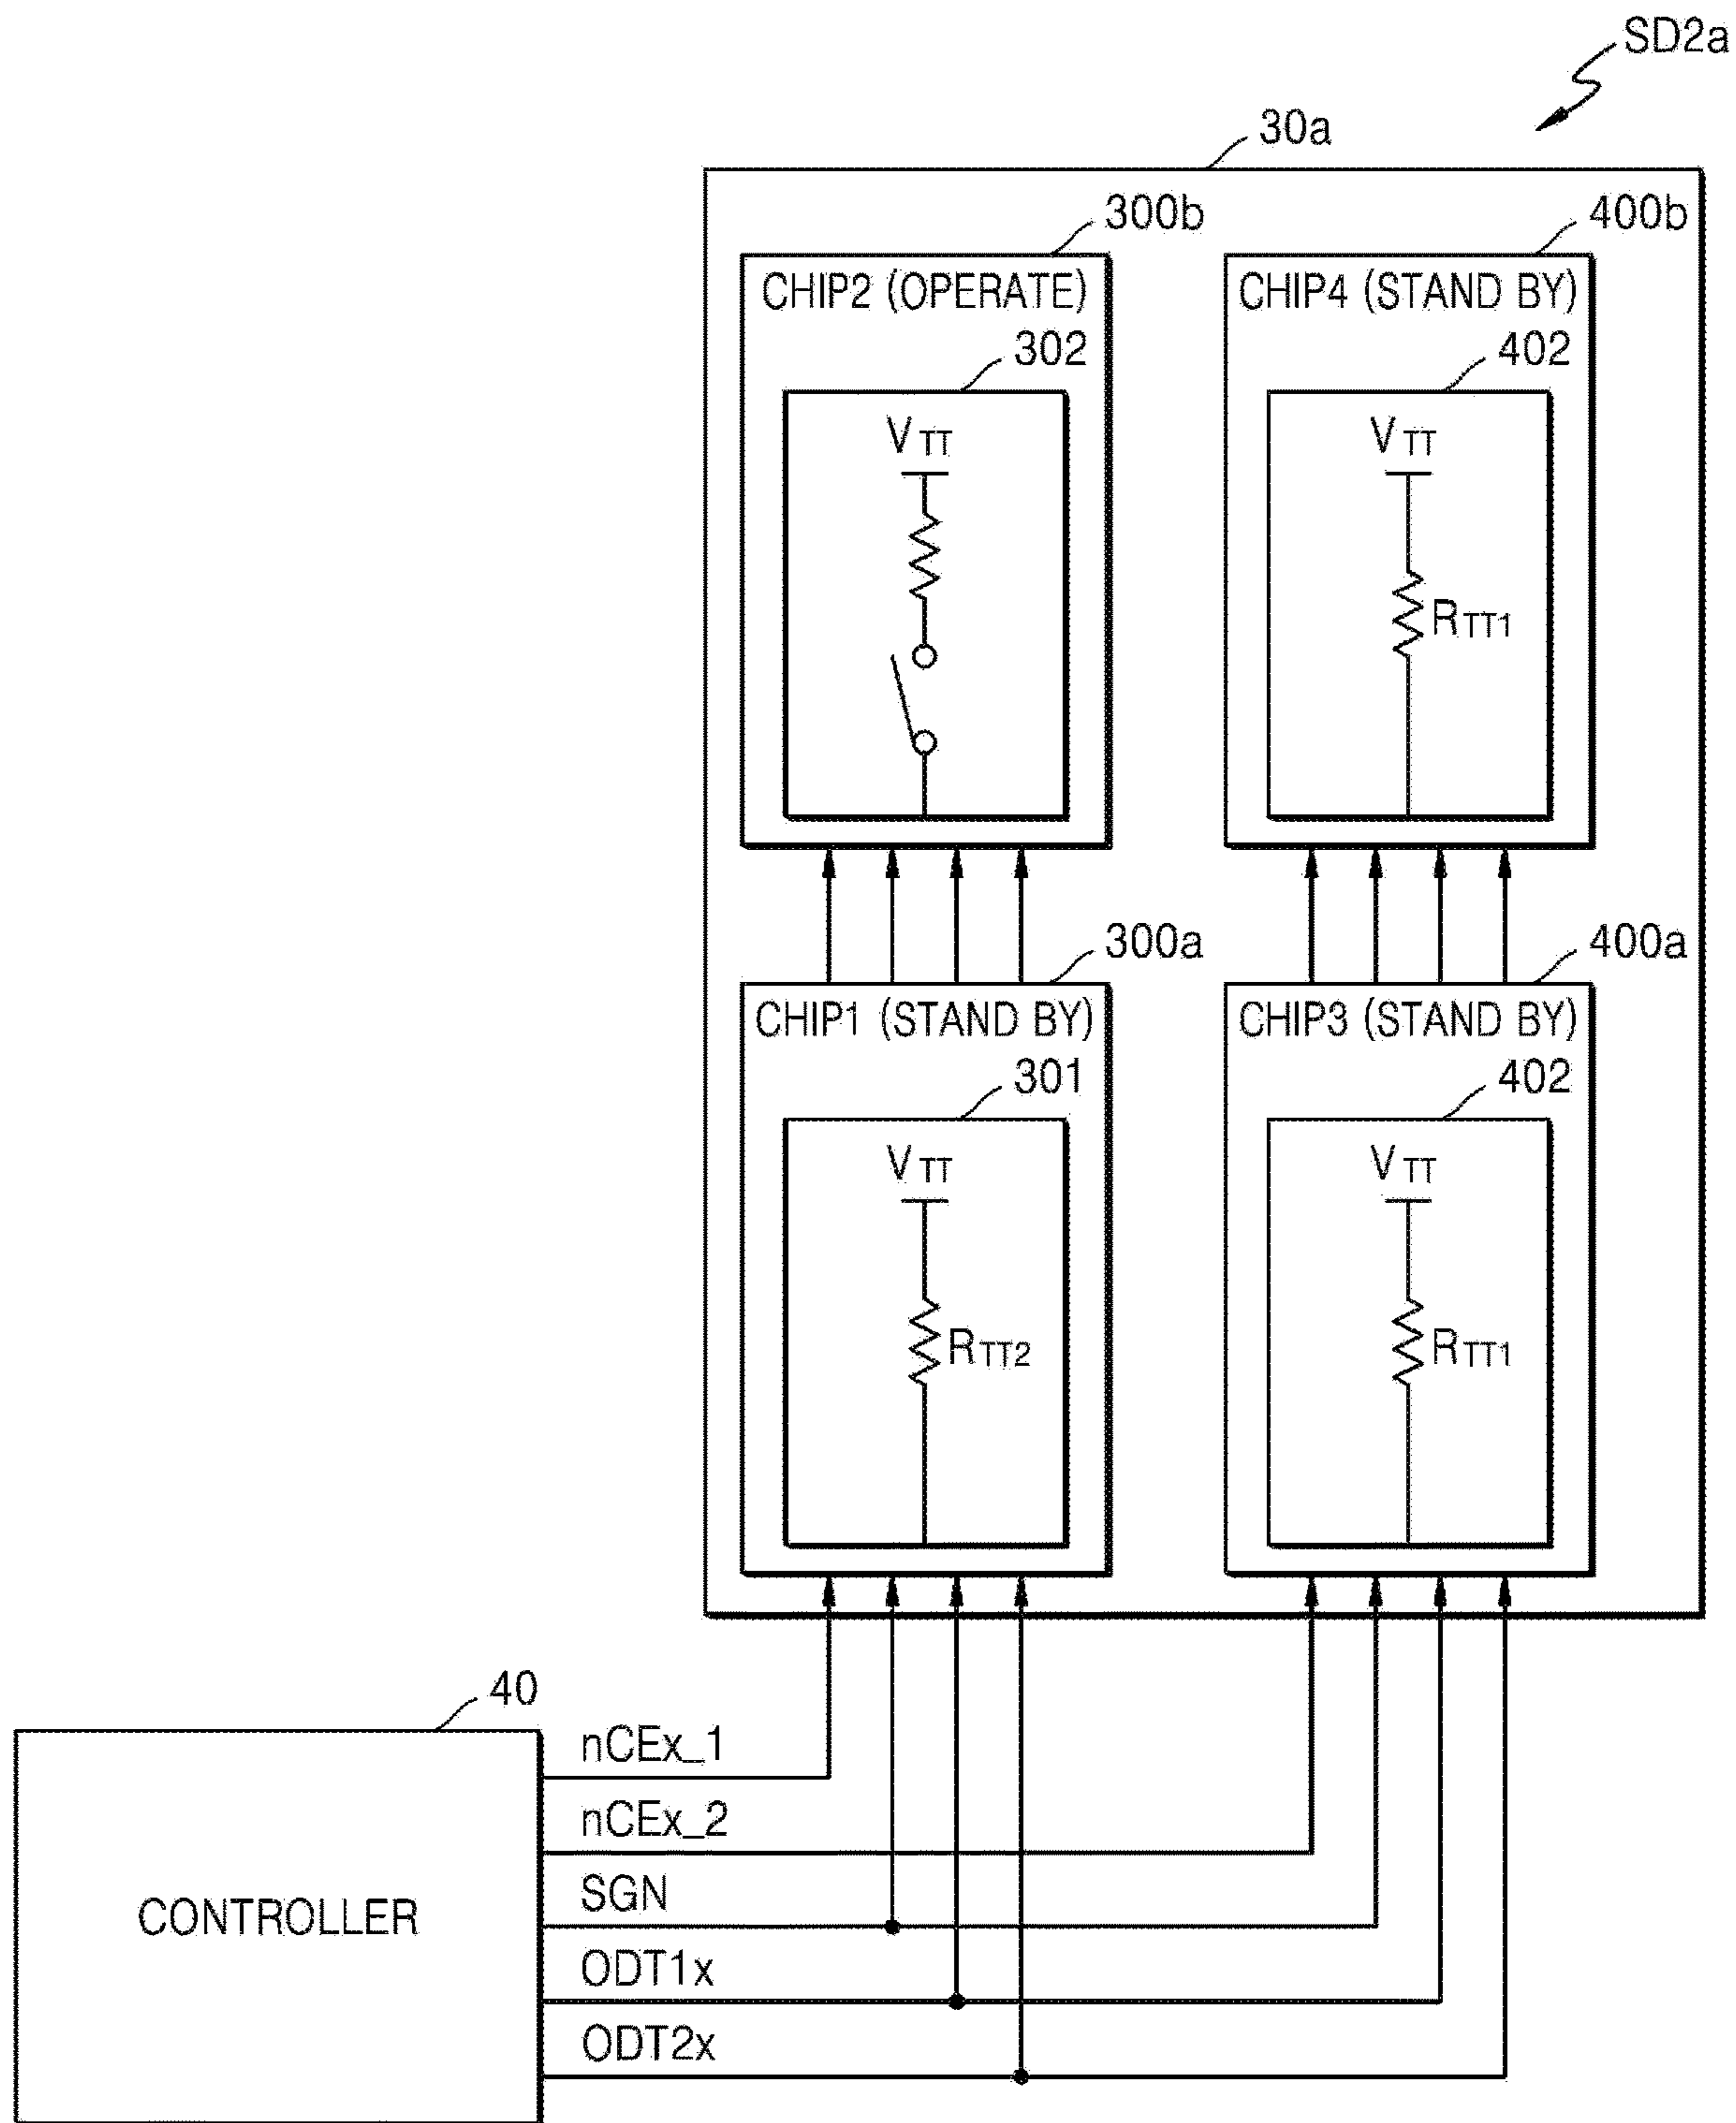 SD2a
30a
300b
400b
CHIP2 (OPERATE)
CHIP4 (STAND BY)
302
402
VTT
VTT
RTT1
300a
400a
CHIP1 (STAND BY)
CHIP3 (STAND BY)
301
402
VTT
VTT
RTT2
RTT1
40
nCEx_1
nCEx_2
SGN
CONTROLLER
ODT1x
ODT2x